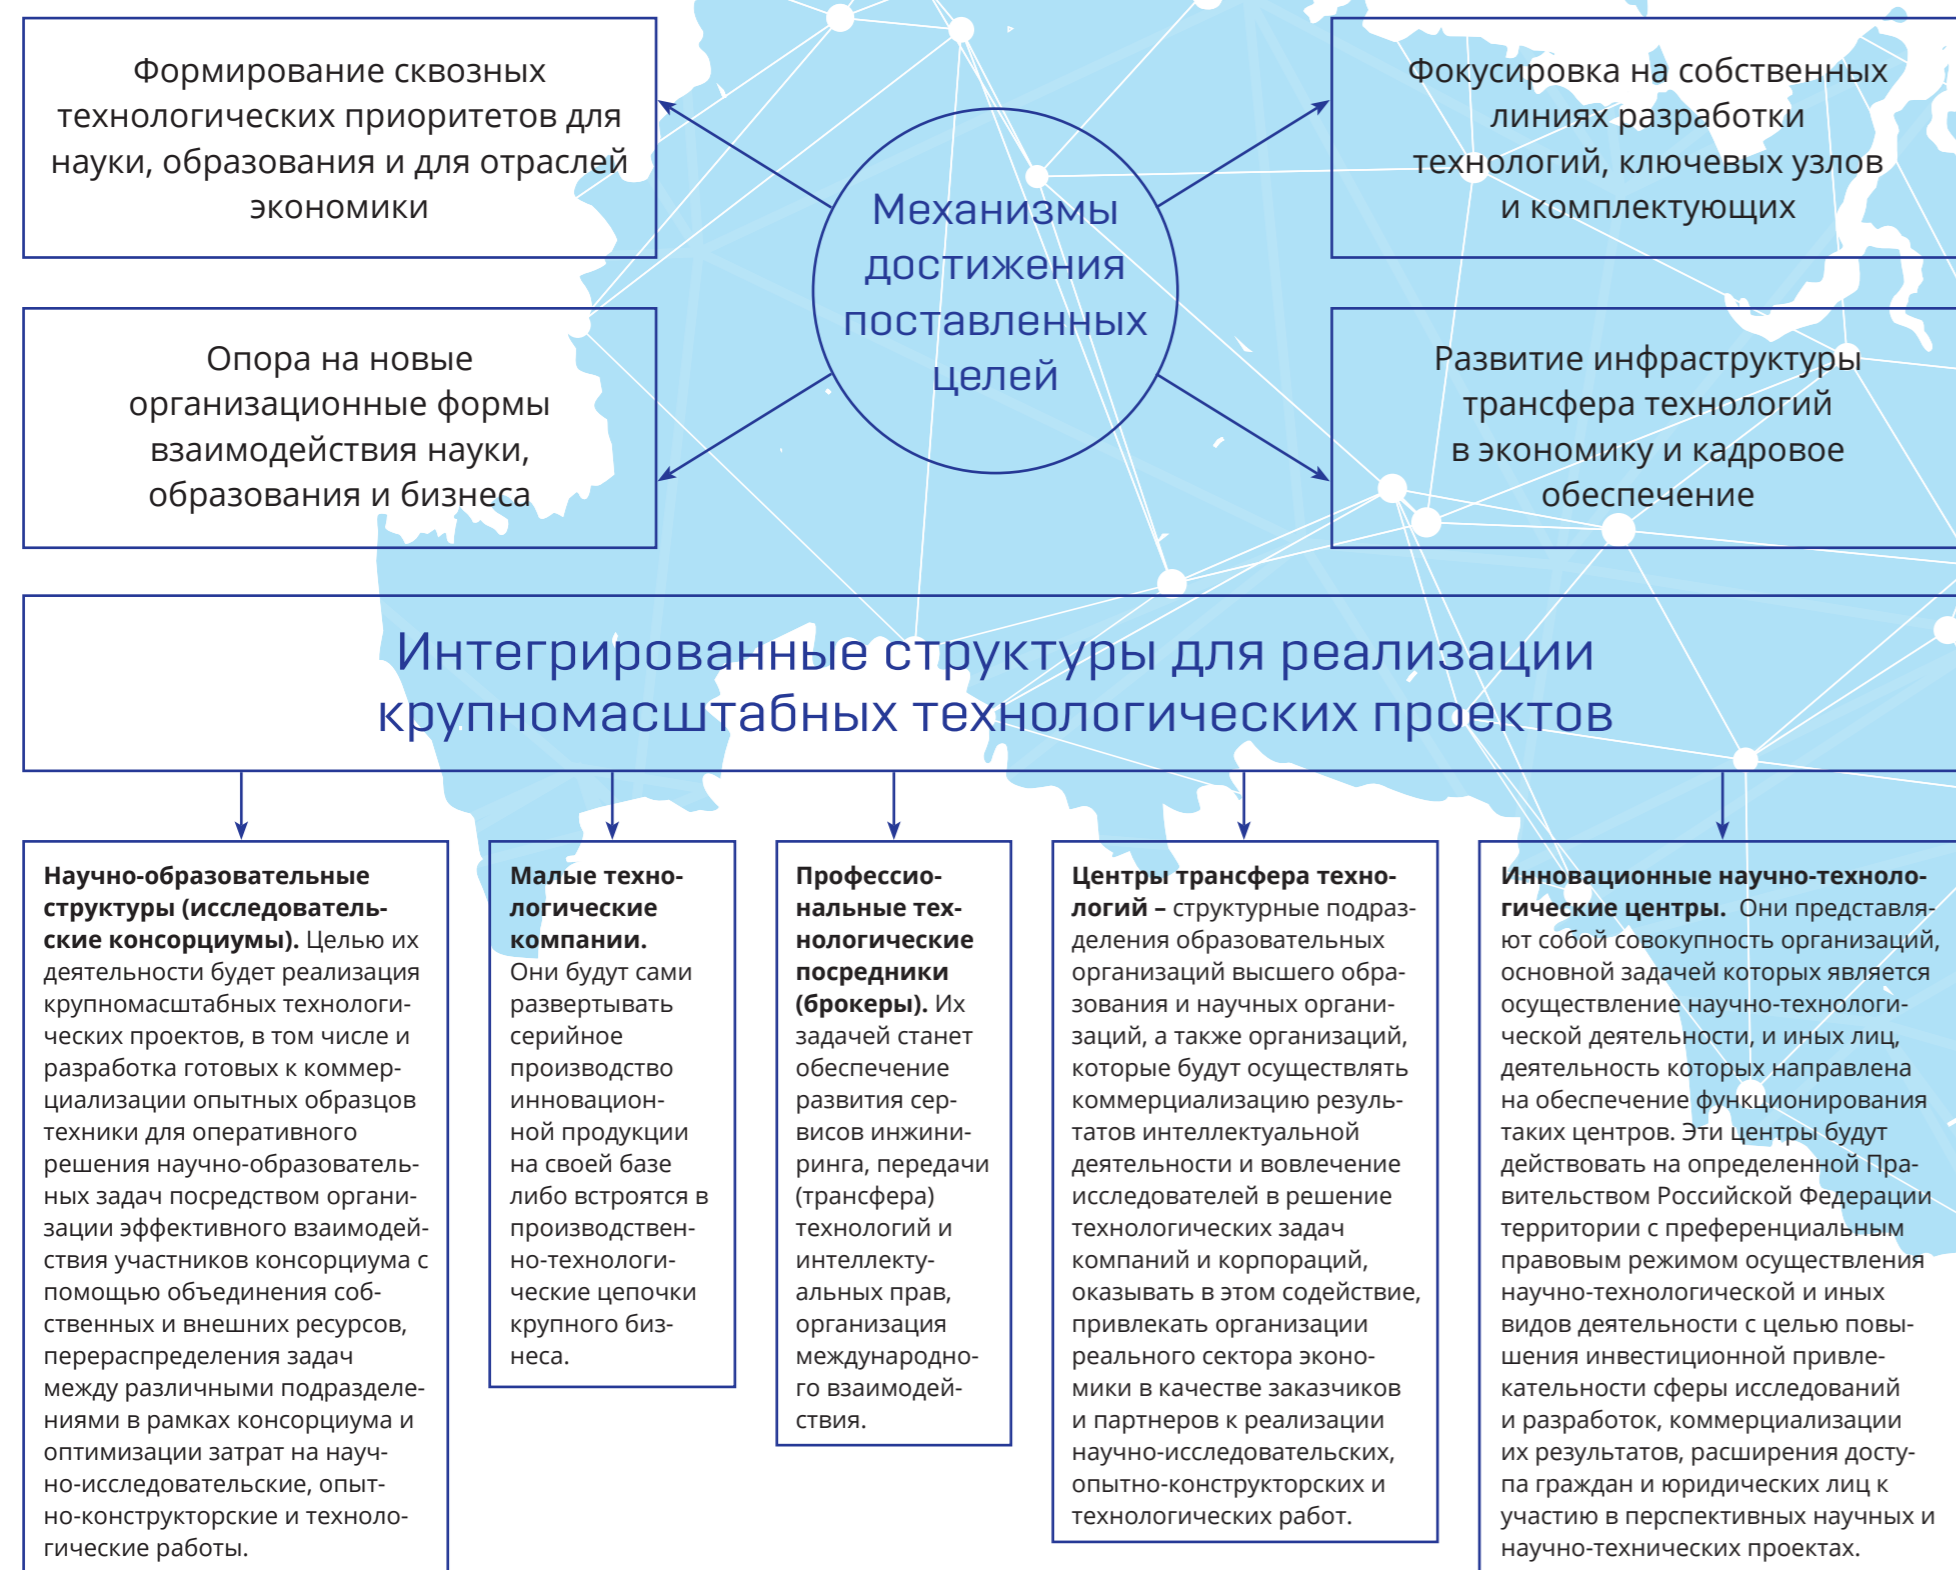 Формирование сквозных
технологических приоритетов для
науки, образования и для отраслей
экономики
Механизмы
достижения
поставленных
целей
Фокусировка на собственных
линиях разработки
технологий, ключевых узлов
и комплектующих
Опора на новые
организационные формы
взаимодействия науки,
образования и бизнеса
Развитие инфраструктуры
трансфера технологий
в экономику и кадровое
обеспечение
Интегрированные структуры для реализации
крупномасштабных технологических проектов
Научно-образовательные
структуры (исследователь-
ские консорциумы). Целью их
деятельности будет реализация
крупномасштабных технологи-
ческих проектов, в том числе и
разработка готовых к коммер-
циализации опытных образцов
техники для оперативного
решения научно-образователь-
ных задач посредством органи-
зации эффективного взаимодей-
ствия участников консорциума с
помощью объединения соб-
ственных и внешних ресурсов,
перераспределения задач
между различными подразделе-
ниями в рамках консорциума и
оптимизации затрат на науч-
но-исследовательские, опыт-
но-конструкторские и техноло-
гические работы.
Малые техно-
логические
компании.
Они будут сами
развертывать
серийное
производство
инновацион-
ной продукции
на своей базе
либо встроятся в
производствен-
но-технологи-
ческие цепочки
крупного биз-
неса.
Профессио-
нальные тех-
нологические
посредники
(брокеры). Их
задачей станет
обеспечение
развития сер-
висов инжини-
ринга, передачи
(трансфера)
технологий и
интеллекту-
альных прав,
организация
международно-
го взаимодей-
ствия.
Центры трансфера техно-
логий – структурные подраз-
деления образовательных
организаций высшего обра-
зования и научных органи-
заций, а также организаций,
которые будут осуществлять
коммерциализацию резуль-
татов интеллектуальной
деятельности и вовлечение
исследователей в решение
технологических задач
компаний и корпораций,
оказывать в этом содействие,
привлекать организации
реального сектора эконо-
мики в качестве заказчиков
и партнеров к реализации
научно-исследовательских,
опытно-конструкторских и
технологических работ.
Инновационные научно-техноло-
гические центры. Они представля-
ют собой совокупность организаций,
основной задачей которых является
осуществление научно-технологи-
ческой деятельности, и иных лиц,
деятельность которых направлена
на обеспечение функционирования
таких центров. Эти центры будут
действовать на определенной Пра-
вительством Российской Федерации
территории с преференциальным
правовым режимом осуществления
научно-технологической и иных
видов деятельности с целью повы-
шения инвестиционной привле-
кательности сферы исследований
и разработок, коммерциализации
их результатов, расширения досту-
па граждан и юридических лиц к
участию в перспективных научных и
научно-технических проектах.